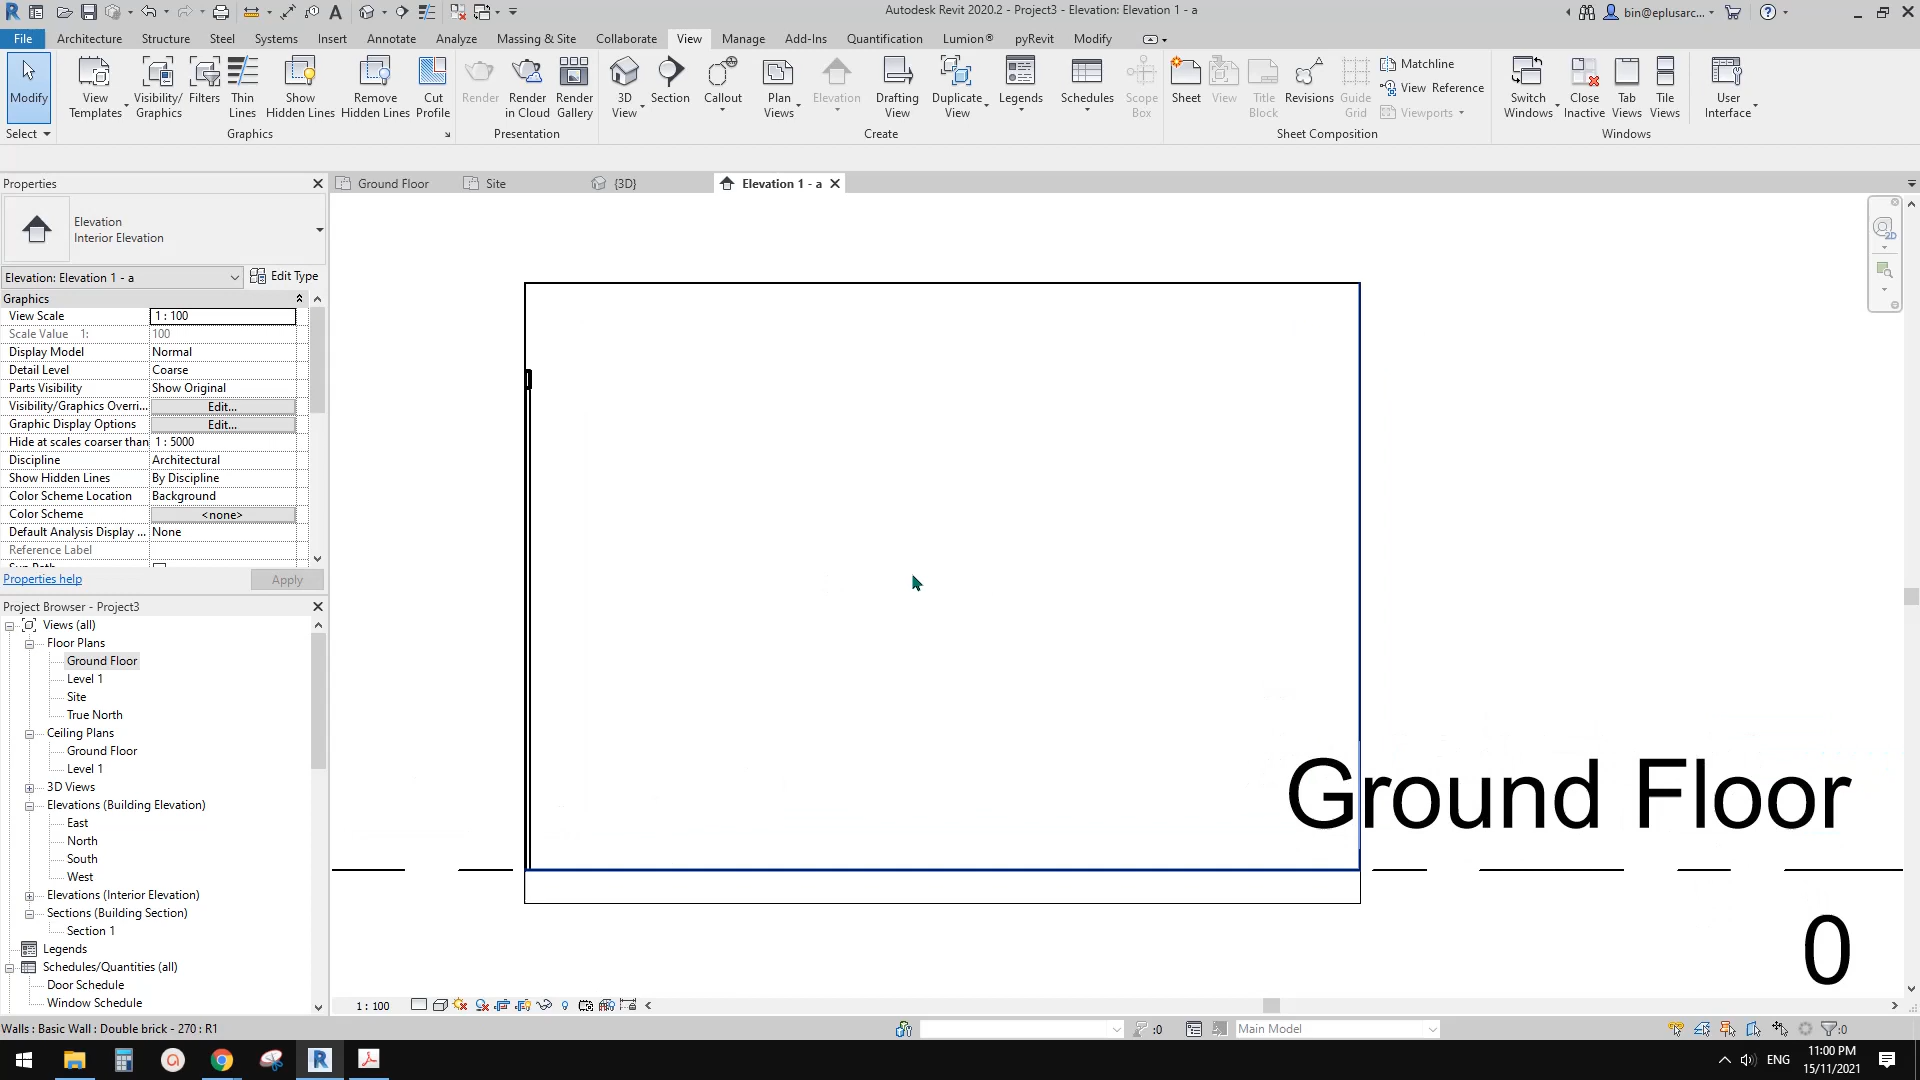 Autodesk Revit 2020.2 - Project3 - Elevation: Elevation 1 - a
bin@eplusarc...
File Architecture Structure Steel Systems Insert Annotate Analyze Massing & Site Collaborate View Manage Add-Ins Quantification Lumion® pyRevit Modify
Modify
View Templates
Visibility/ Graphics
Filters
Thin Lines
Show Hidden Lines
Remove Hidden Lines
Cut Profile
Render
Render in Cloud
Render Gallery
3D View
Section
Callout
Plan Views
Elevation
Drafting View
Duplicate View
Legends
Schedules
Scope Box
Sheet
View
Title Block
Revisions
Guide Grid
Matchline
View Reference
Viewports
Switch Windows
Close Inactive
Tab Views
Tile Views
User Interface
Select Graphics Presentation Create Sheet Composition Windows
Properties
Ground Floor Site {3D} Elevation 1 - a
Elevation
Interior Elevation
Elevation: Elevation 1 - a Edit Type
Graphics
View Scale 1 : 100
Scale Value 1: 100
Display Model Normal
Detail Level Coarse
Parts Visibility Show Original
Visibility/Graphics Overri... Edit...
Graphic Display Options Edit...
Hide at scales coarser than 1 : 5000
Discipline Architectural
Show Hidden Lines By Discipline
Color Scheme Location Background
Color Scheme <none>
Default Analysis Display ... None
Reference Label
Properties help Apply
Project Browser - Project3
Views (all)
Floor Plans
Ground Floor
Level 1
Site
True North
Ceiling Plans
Ground Floor
Level 1
3D Views
Elevations (Building Elevation)
East
North
South
West
Elevations (Interior Elevation)
Sections (Building Section)
Section 1
Legends
Schedules/Quantities (all)
Door Schedule
Window Schedule
Ground Floor
0
1 : 100
Walls : Basic Wall : Double brick - 270 : R1
:0
Main Model
:0
ENG
11:00 PM
15/11/2021